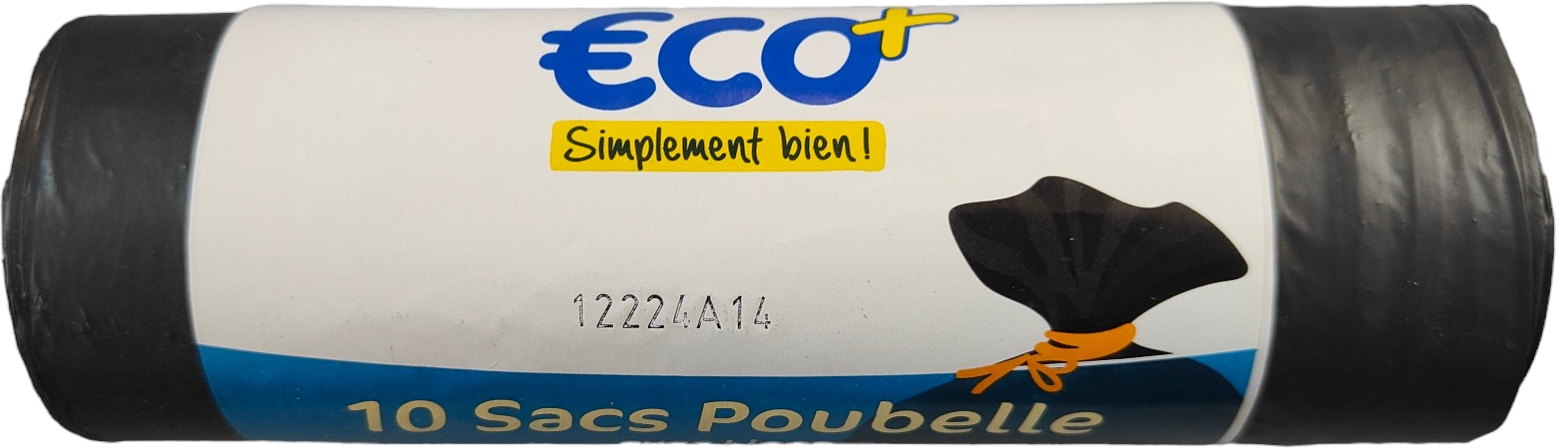 €CO+
Simplement bien!
12224A14
10 Sacs Poubelle